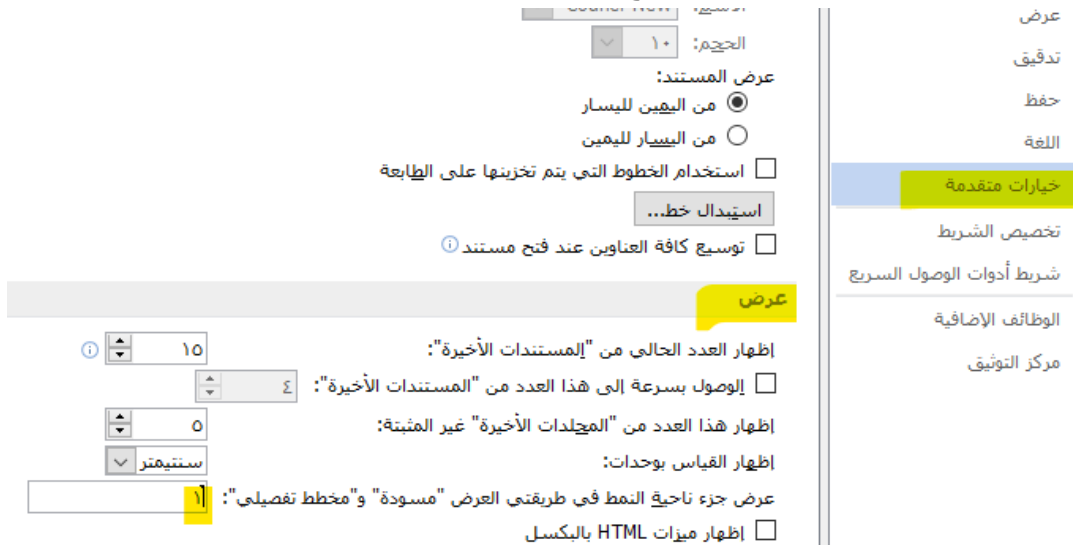 الاسم: Courier New
الحجم: ١٠
عرض المستند:
من اليمين لليسار
من اليسار لليمين
استخدام الخطوط التي يتم تخزينها على الطابعة
استبدال خط...
توسيع كافة العناوين عند فتح مستند
عرض
إظهار العدد الحالي من "المستندات الأخيرة": ١٥
الوصول بسرعة إلى هذا العدد من "المستندات الأخيرة": ٤
إظهار هذا العدد من "المجلدات الأخيرة" غير المثبتة: ٥
إظهار القياس بوحدات: سنتيمتر
عرض جزء ناحية النمط في طريقتي العرض "مسودة" و"مخطط تفصيلي": ١
إظهار ميزات HTML بالبكسل
عرض
تدقيق
حفظ
اللغة
خيارات متقدمة
تخصيص الشريط
شريط أدوات الوصول السريع
الوظائف الإضافية
مركز التوثيق